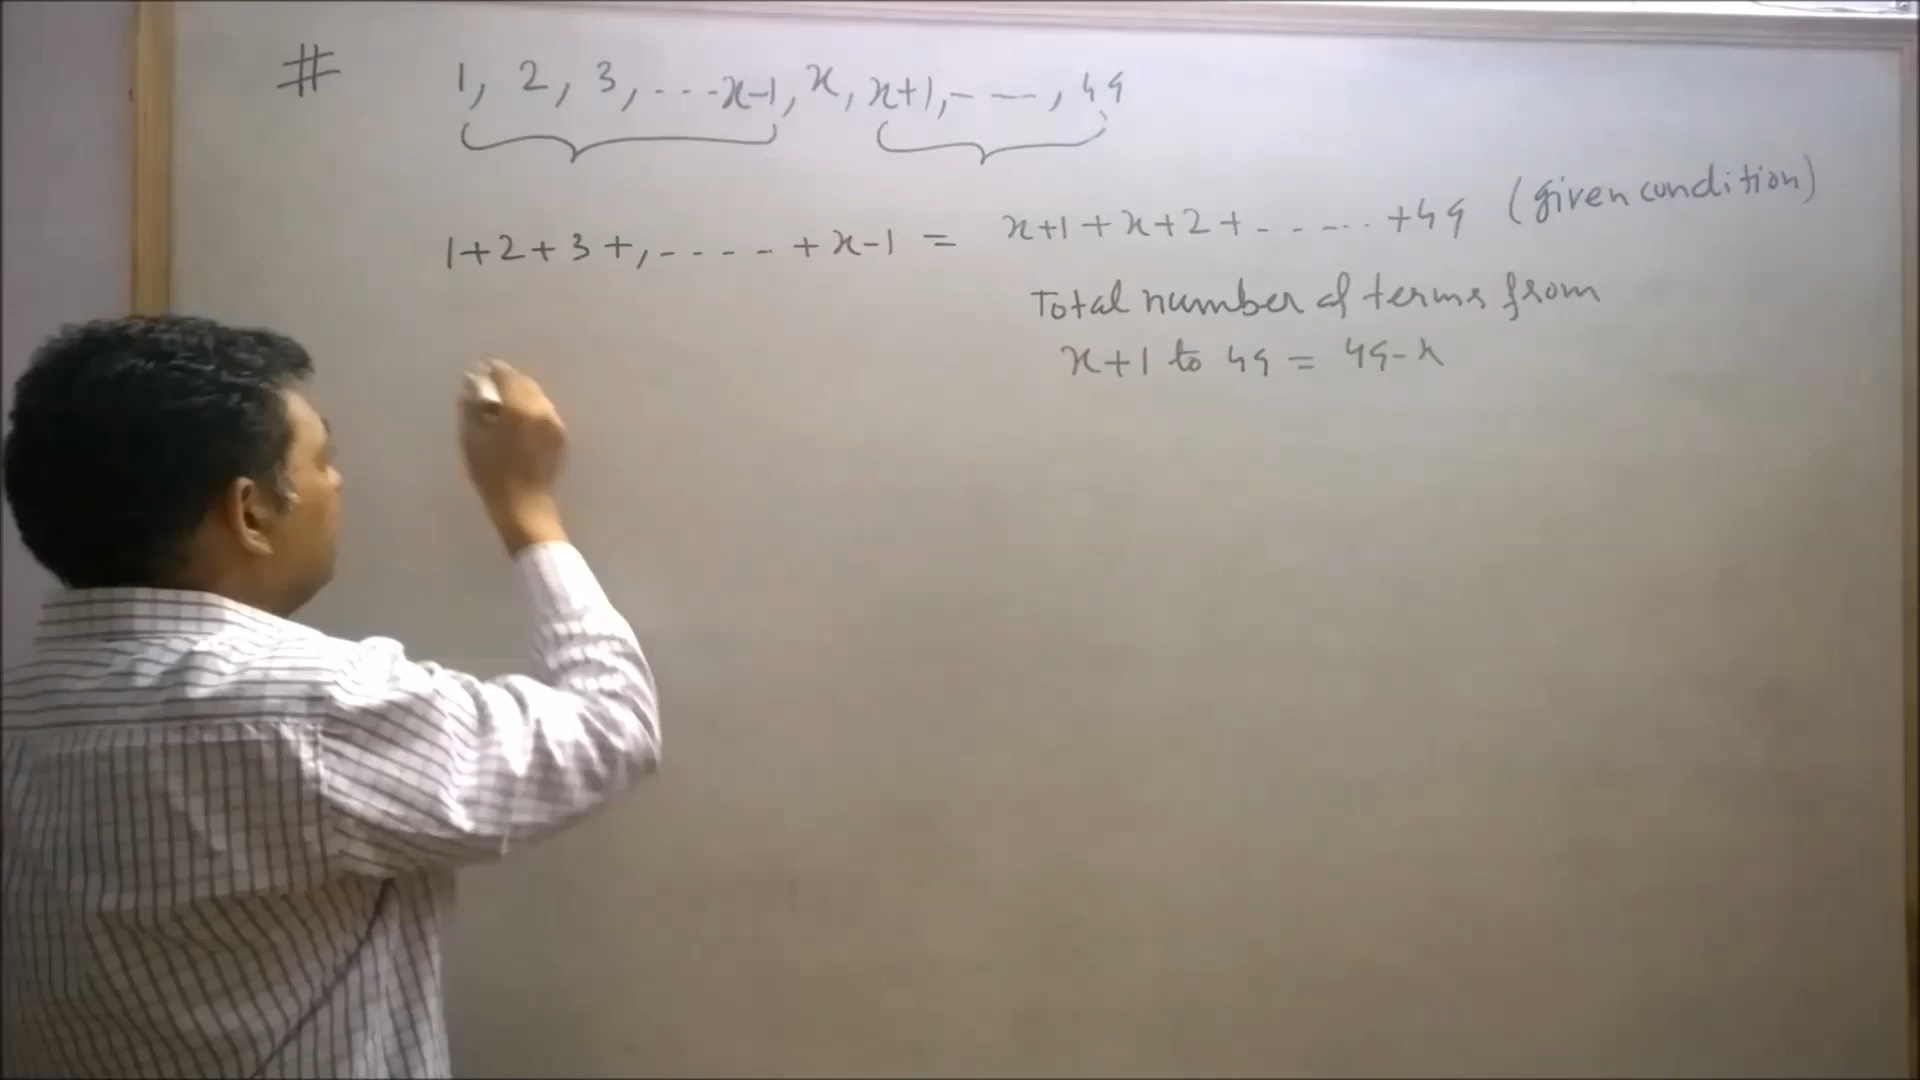 # 1, 2, 3, ...x-1, x, x+1, - - -, 49
1+2+3+,- - - - +x-1 = x+1+x+2+- - - .. +49 (given condition)
Total number of terms from
x+1 to 49 = 49-x